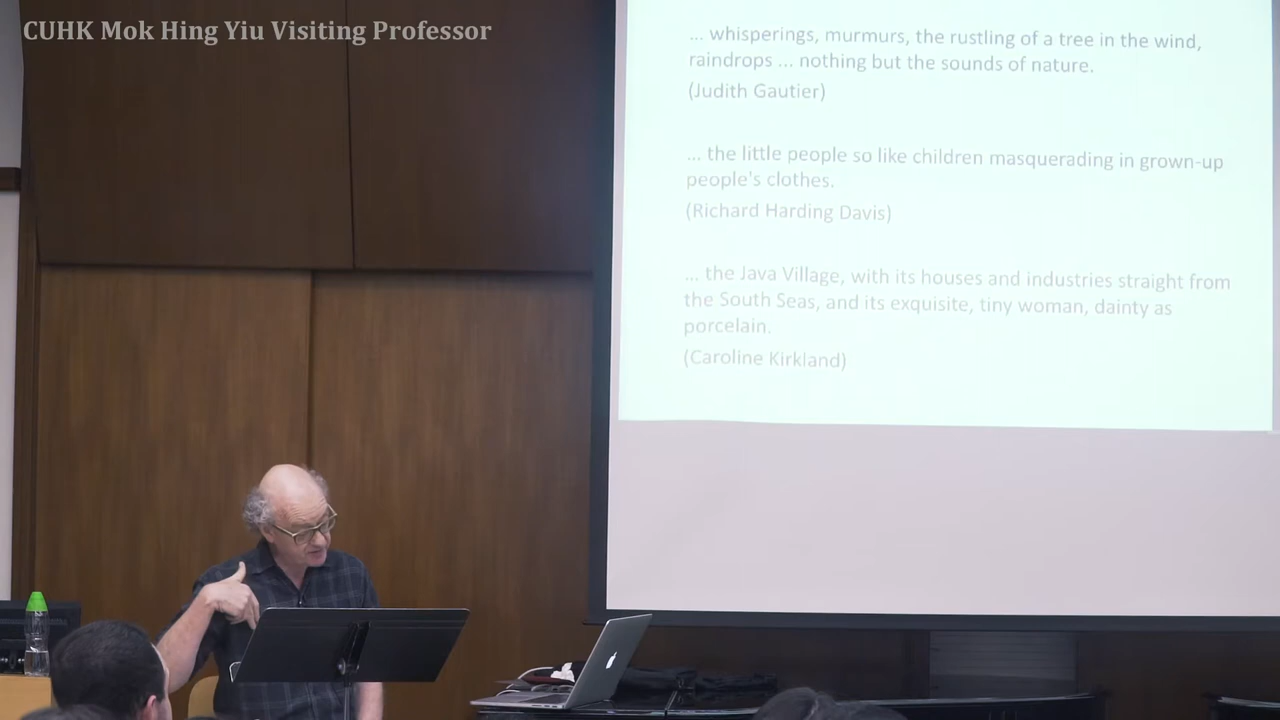 CUHK Mok Hing Yiu Visiting Professor
... whisperings, murmurs, the rustling of a tree in the wind,
raindrops ... nothing but the sounds of nature.
(Judith Gautier)
... the little people so like children masquerading in grown-up
people's clothes.
(Richard Harding Davis)
... the Java Village, with its houses and industries straight from
the South Seas, and its exquisite, tiny woman, dainty as
porcelain.
(Caroline Kirkland)